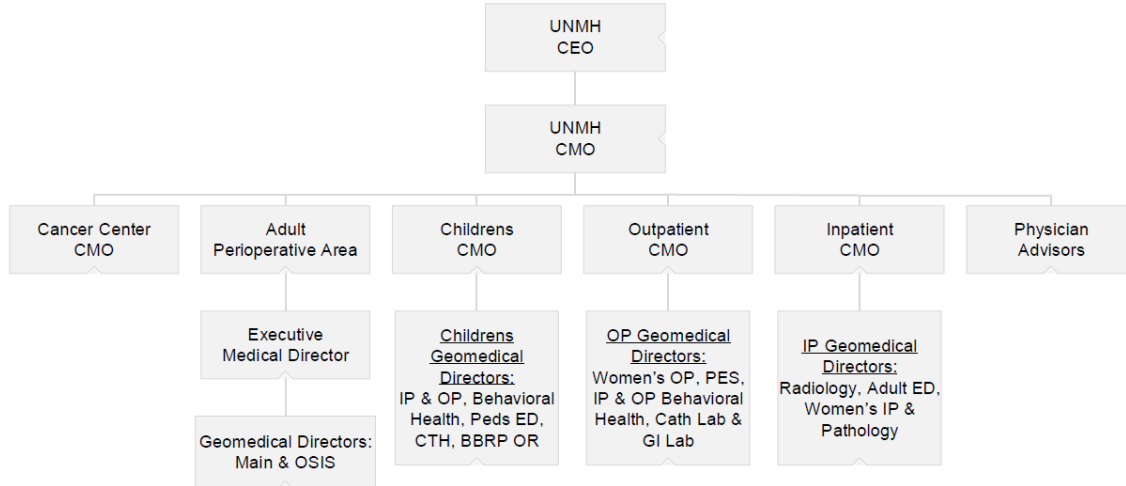 UNMH
CEO
UNMH
CMO
Cancer Center
CMO
Adult
Perioperative Area
Childrens
CMO
Outpatient
CMO
Inpatient
CMO
Physician
Advisors
Executive
Medical Director
Childrens
Geomedical
Directors:
IP & OP, Behavioral
Health, Peds ED,
CTH, BBRP OR
OP Geomedical
Directors:
Women's OP, PES,
IP & OP Behavioral
Health, Cath Lab &
GI Lab
IP Geomedical
Directors:
Radiology, Adult ED,
Women's IP &
Pathology
Geomedical Directors:
Main & OSIS